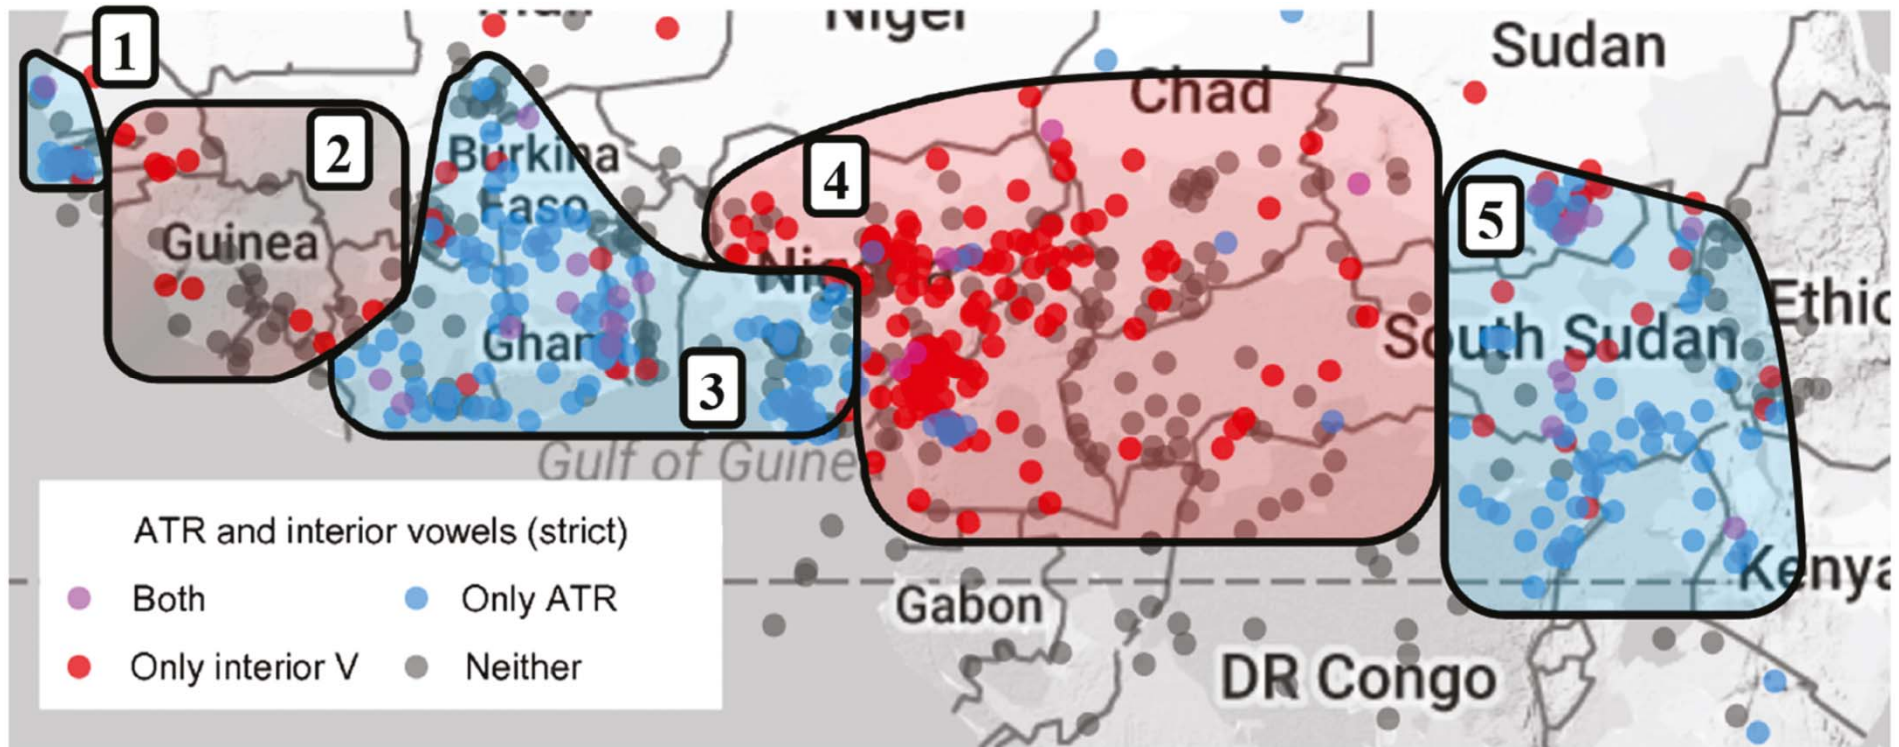 1
Niger
Sudan
Chad
2
Burkina
Faso
4
Guinea
5
Ghan
3
South Sudan
Ethic
Gulf of Guinea
ATR and interior vowels (strict)
Both Only ATR
Only interior V Neither
Gabon
Kenya
DR Congo